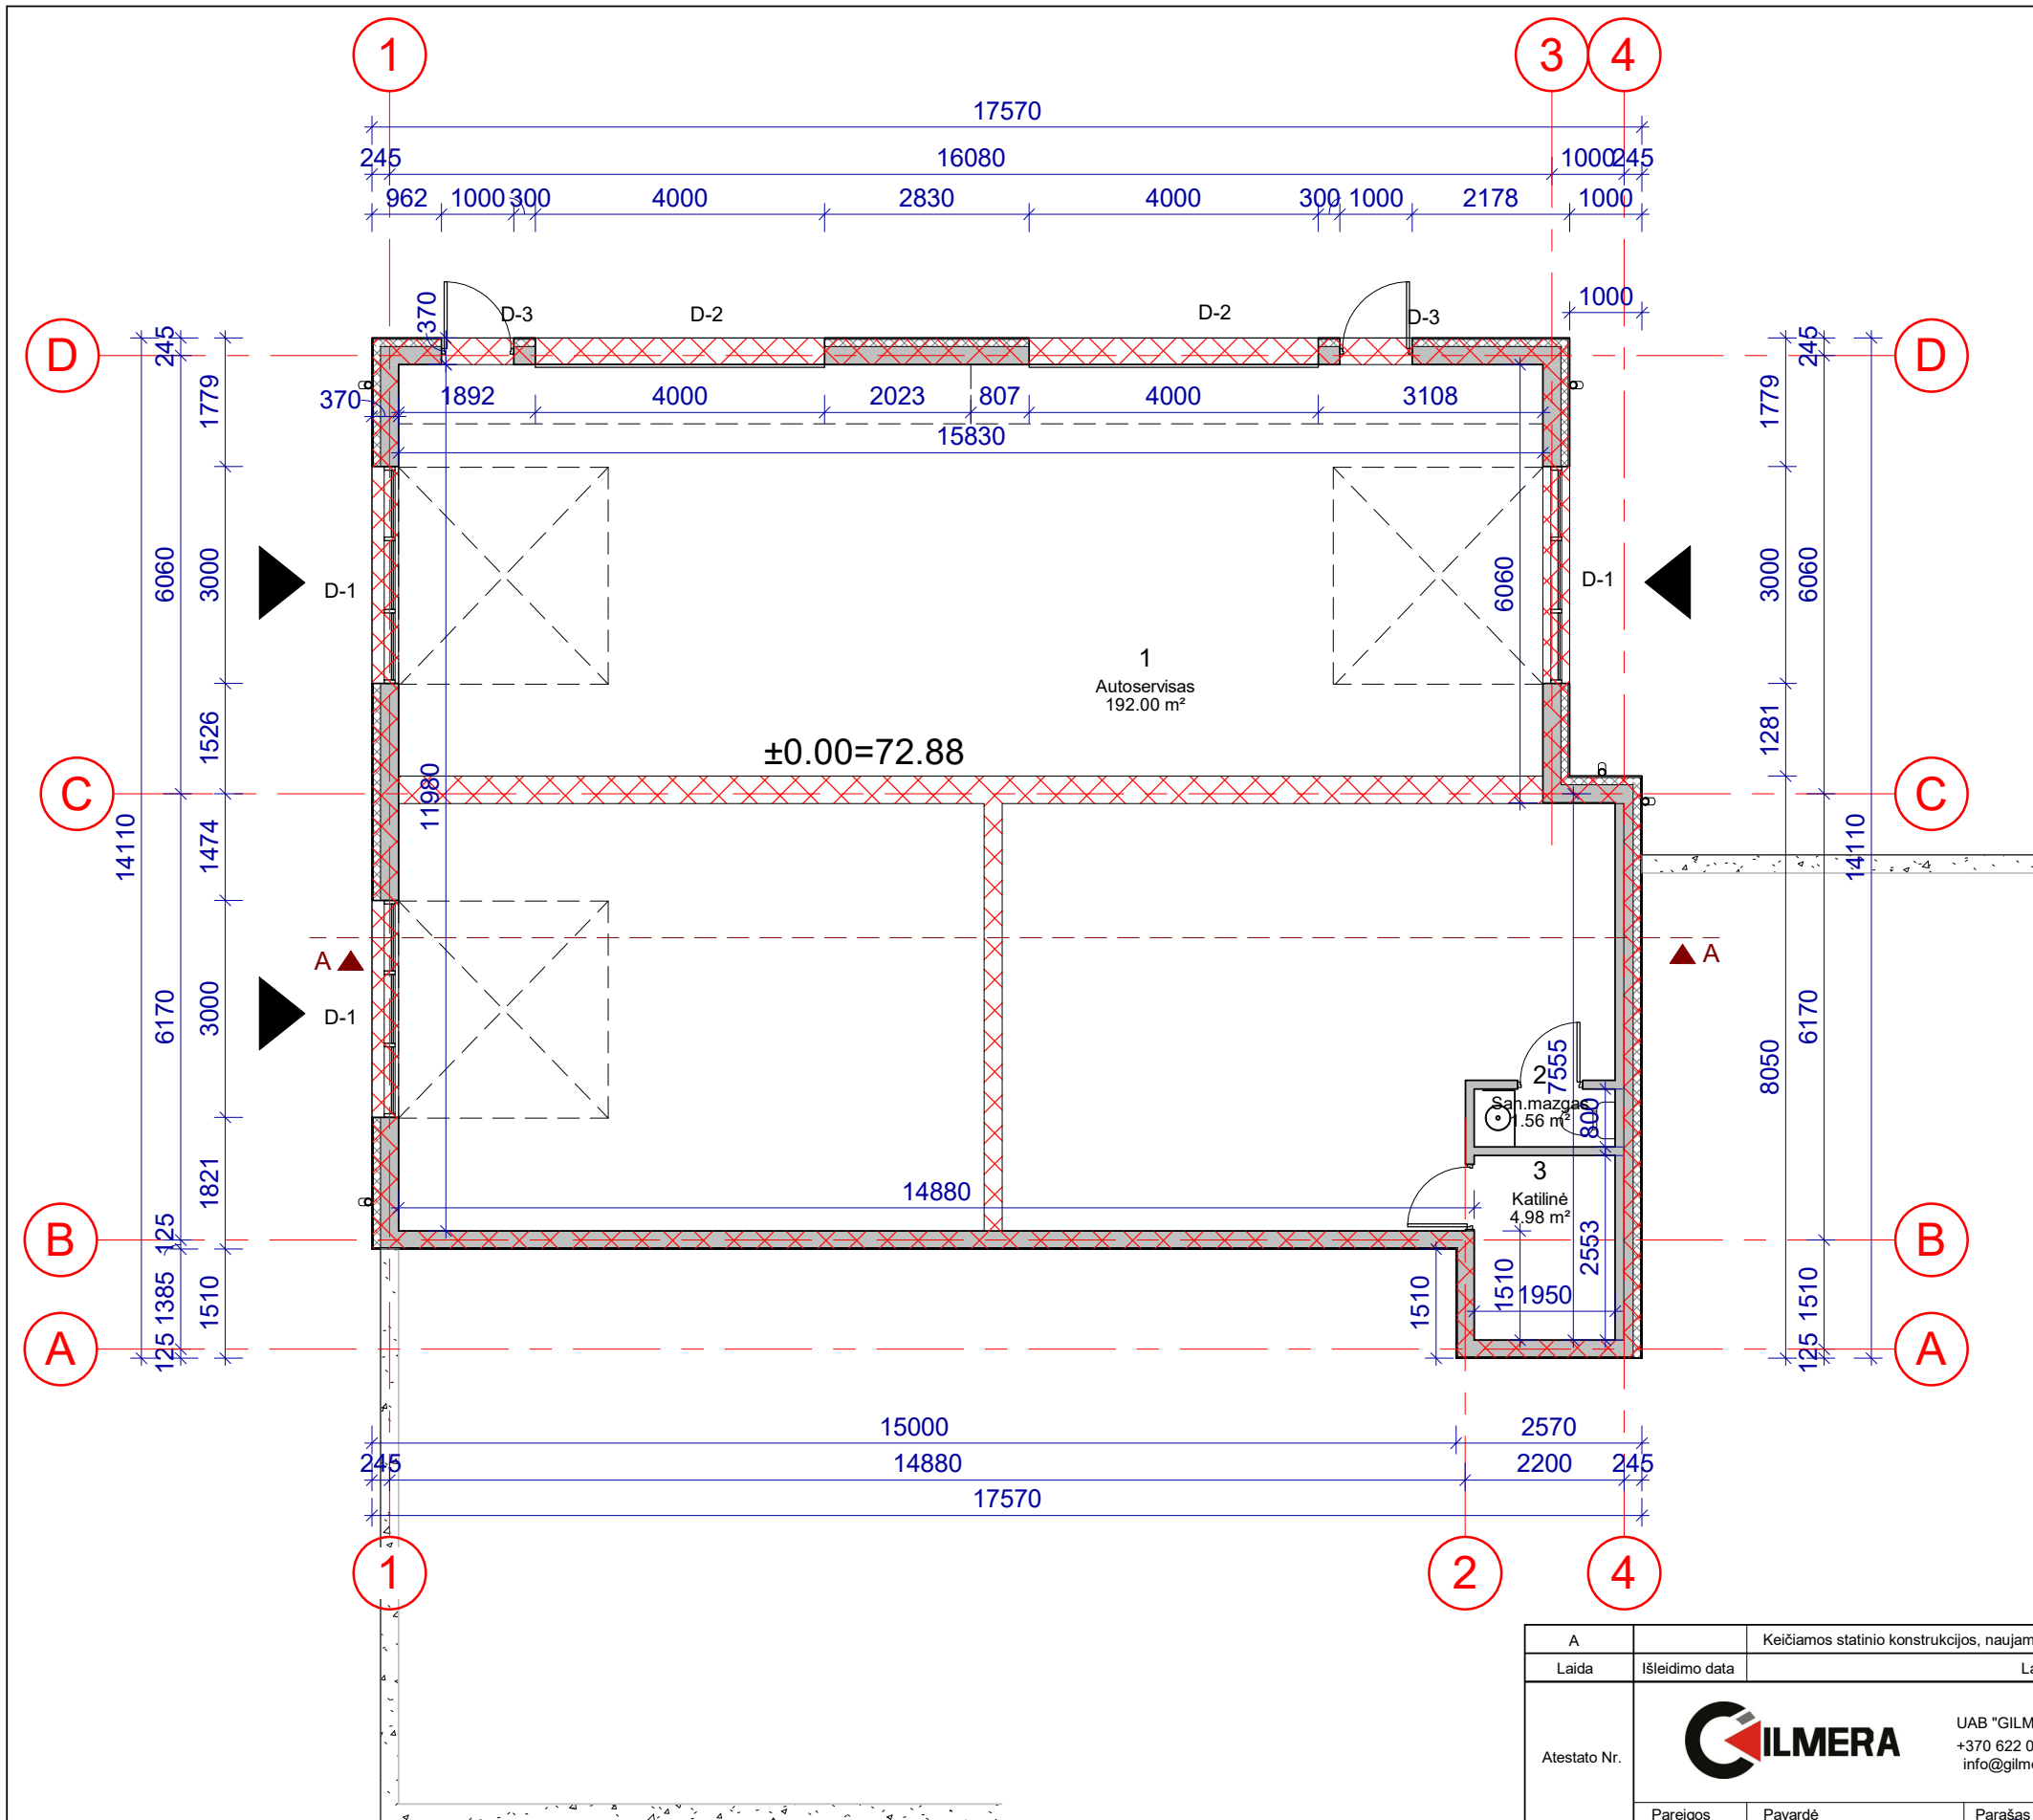 1
3
4
17570
245
16080
1000
245
962
1000
300
4000
2830
4000
300
1000
2178
1000
1000
D-3
D-2
D-2
D-3
370
D
245
245
D
1779
370
1892
4000
2023
807
4000
3108
1779
15830
6060
3000
D-1
6060
D-1
3000
6060
1
Autoservisas
192.00 m²
1526
±0.00=72.88
1281
C
11980
C
14110
1474
14110
A
A
6170
3000
D-1
7555
8050
6170
2
San.mazgas
1.56 m²
800
1821
14880
3
Katilinė
4.98 m²
B
125
2553
B
1385
1510
1510
1510
1950
1510
A
125
125
A
15000
2570
245
14880
2200
245
17570
1
2
4
A
Keičiamos statinio konstrukcijos, naujam
Laida
Išleidimo data
La
Atestato Nr.
GILMERA
UAB "GILM
+370 622 0
info@gilme
Pareigos
Pavardė
Parašas